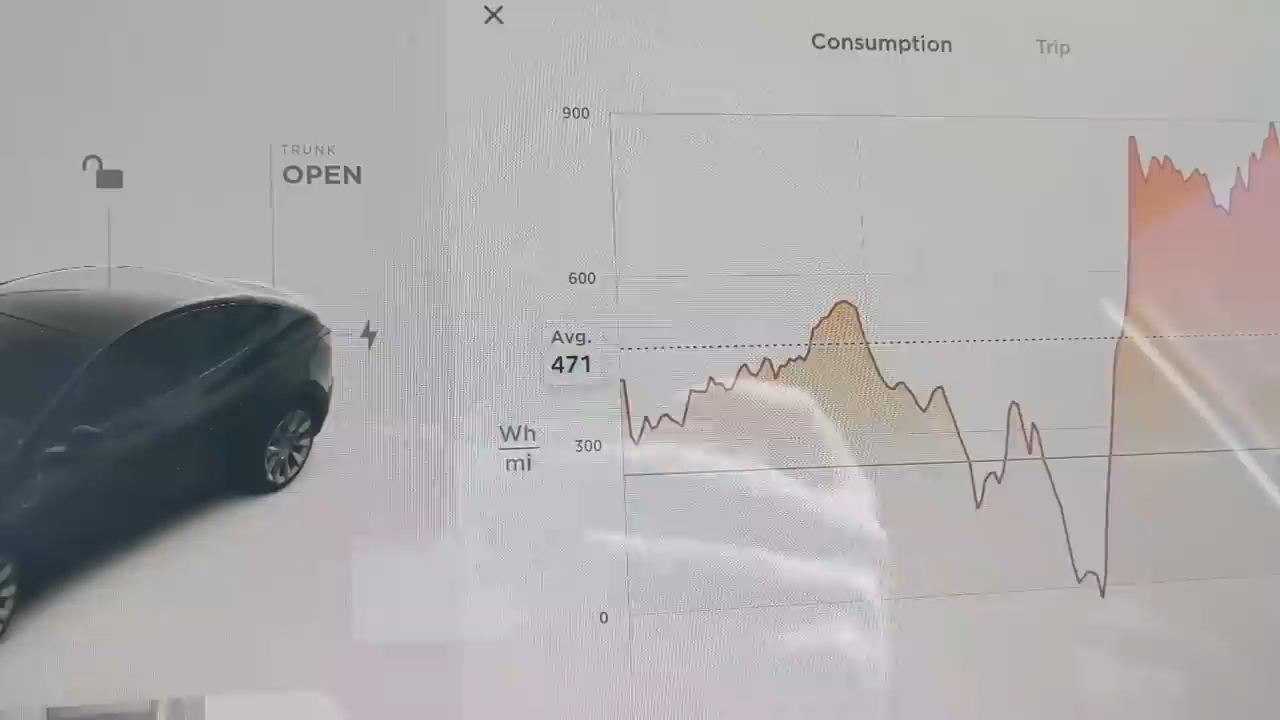 TRUNK
OPEN
Consumption
Trip
900
600
Avg.
471
Wh
mi
300
0